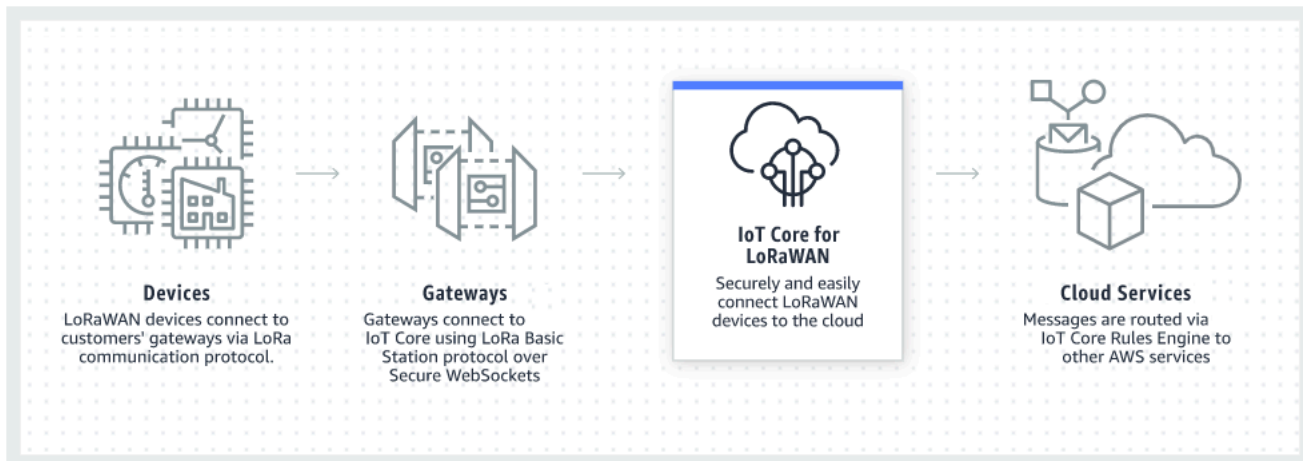 Devices
LoRaWAN devices connect to
customers' gateways via LoRa
communication protocol.
Gateways
Gateways connect to
IoT Core using LoRa Basic
Station protocol over
Secure WebSockets
IoT Core for
LoRaWAN
Securely and easily
connect LoRaWAN
devices to the cloud
Cloud Services
Messages are routed via
IoT Core Rules Engine to
other AWS services